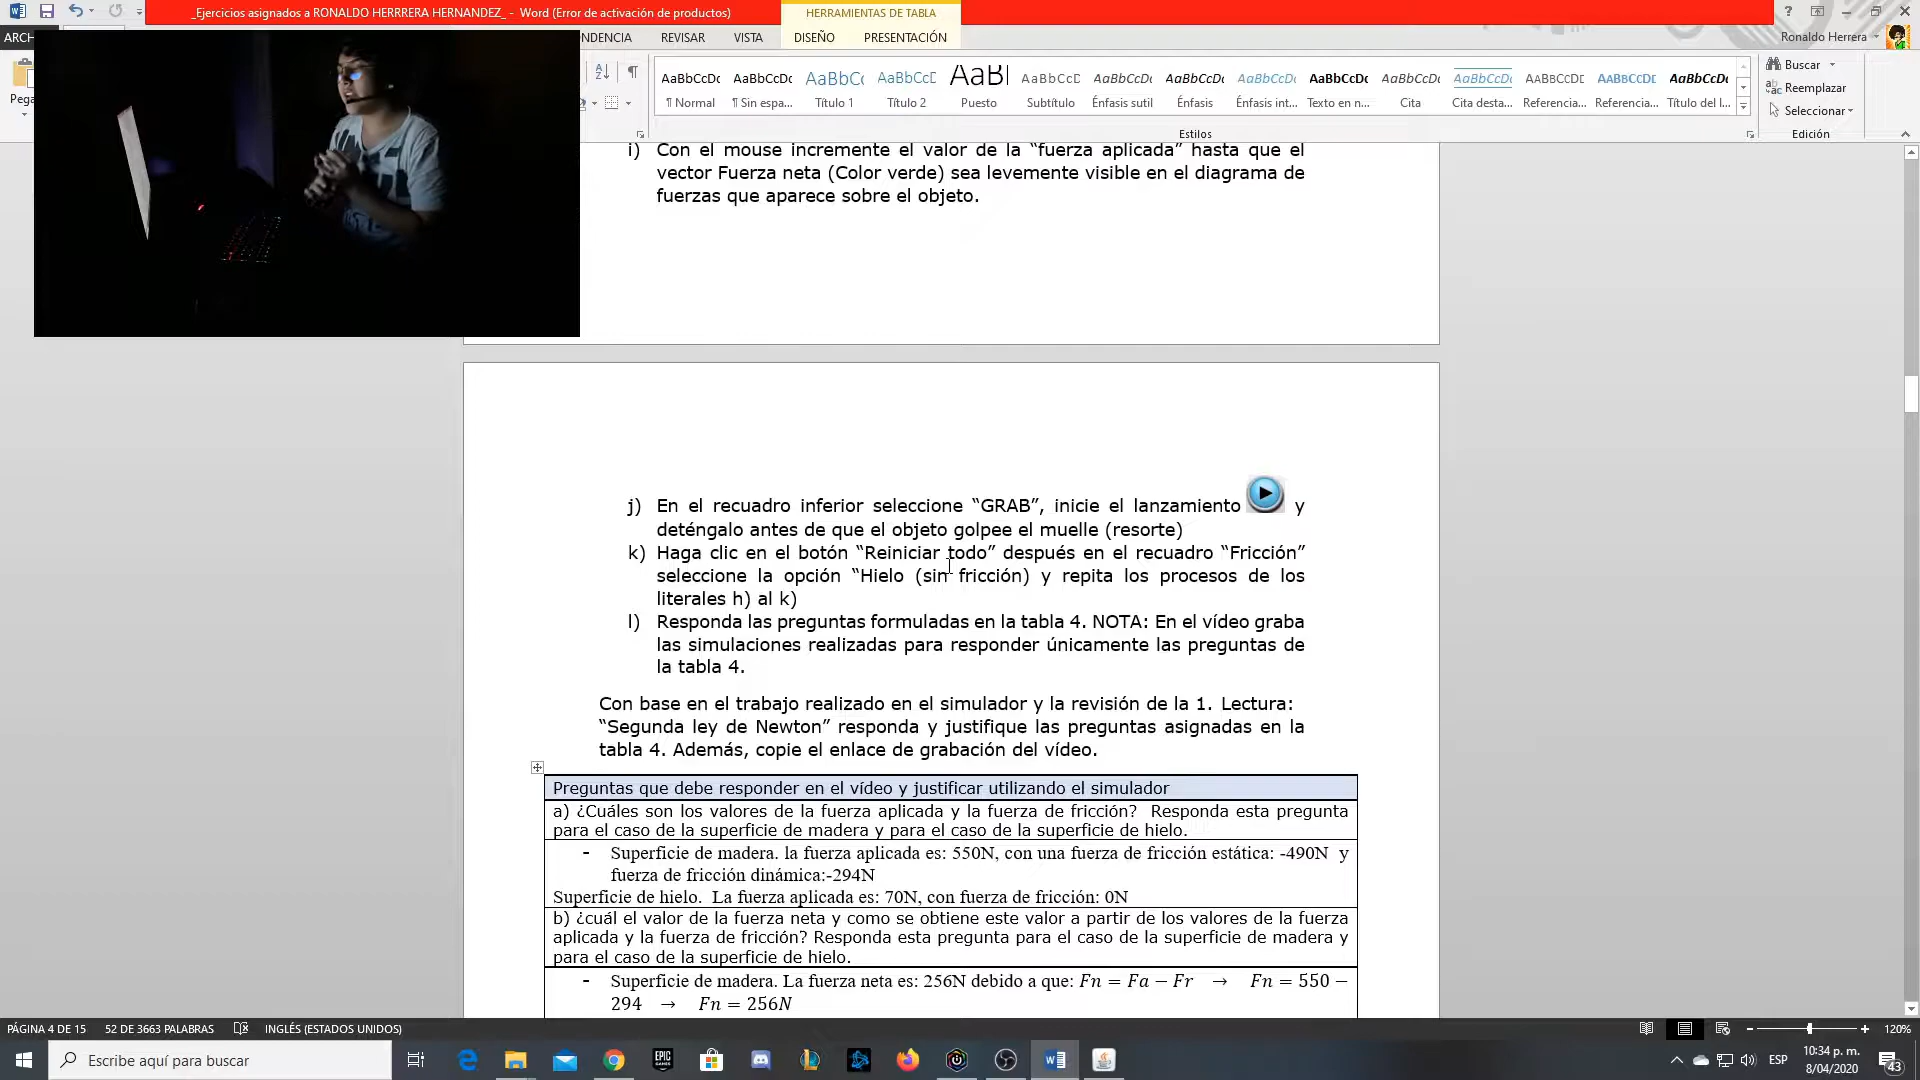 _Ejercicios asignados a RONALDO HERRRERA HERNANDEZ_ - Word (Error de activación de productos)
HERRAMIENTAS DE TABLA
ARCH
NDENCIA
REVISAR
VISTA
DISEÑO
PRESENTACIÓN
Ronaldo Herrera
Pega
AaBbCcDc AaBbCcDc AaBbCc AaBbCcD AaBl AaBbCcD AaBbCcDc AaBbCcDc AaBbCcDc AaBbCcDc AaBbCcDc AaBbCcDc AaBbCcDd AaBbCcDd AaBbCcDc
¶ Normal
¶ Sin espa...
Título 1
Título 2
Puesto
Subtítulo
Énfasis sutil
Énfasis
Énfasis int...
Texto en n...
Cita
Cita desta...
Referencia...
Referencia...
Título del l...
Estilos
Buscar
Reemplazar
Seleccionar
Edición
i) Con el mouse incremente el valor de la “fuerza aplicada” hasta que el
vector Fuerza neta (Color verde) sea levemente visible en el diagrama de
fuerzas que aparece sobre el objeto.
j) En el recuadro inferior seleccione “GRAB”, inicie el lanzamiento y
deténgalo antes de que el objeto golpee el muelle (resorte)
k) Haga clic en el botón “Reiniciar todo” después en el recuadro “Fricción”
seleccione la opción “Hielo (sin fricción) y repita los procesos de los
literales h) al k)
l) Responda las preguntas formuladas en la tabla 4. NOTA: En el vídeo graba
las simulaciones realizadas para responder únicamente las preguntas de
la tabla 4.
Con base en el trabajo realizado en el simulador y la revisión de la 1. Lectura:
“Segunda ley de Newton” responda y justifique las preguntas asignadas en la
tabla 4. Además, copie el enlace de grabación del vídeo.
Preguntas que debe responder en el vídeo y justificar utilizando el simulador
a) ¿Cuáles son los valores de la fuerza aplicada y la fuerza de fricción? Responda esta pregunta
para el caso de la superficie de madera y para el caso de la superficie de hielo.
- Superficie de madera. la fuerza aplicada es: 550N, con una fuerza de fricción estática: -490N y
fuerza de fricción dinámica:-294N
Superficie de hielo. La fuerza aplicada es: 70N, con fuerza de fricción: 0N
b) ¿cuál el valor de la fuerza neta y como se obtiene este valor a partir de los valores de la fuerza
aplicada y la fuerza de fricción? Responda esta pregunta para el caso de la superficie de madera y
para el caso de la superficie de hielo.
- Superficie de madera. La fuerza neta es: 256N debido a que: Fn = Fa − Fr → Fn = 550 −
294 → Fn = 256N
PÁGINA 4 DE 15
52 DE 3663 PALABRAS
INGLÉS (ESTADOS UNIDOS)
120%
Escribe aquí para buscar
EPIC GAMES
ESP
10:34 p. m.
8/04/2020
43